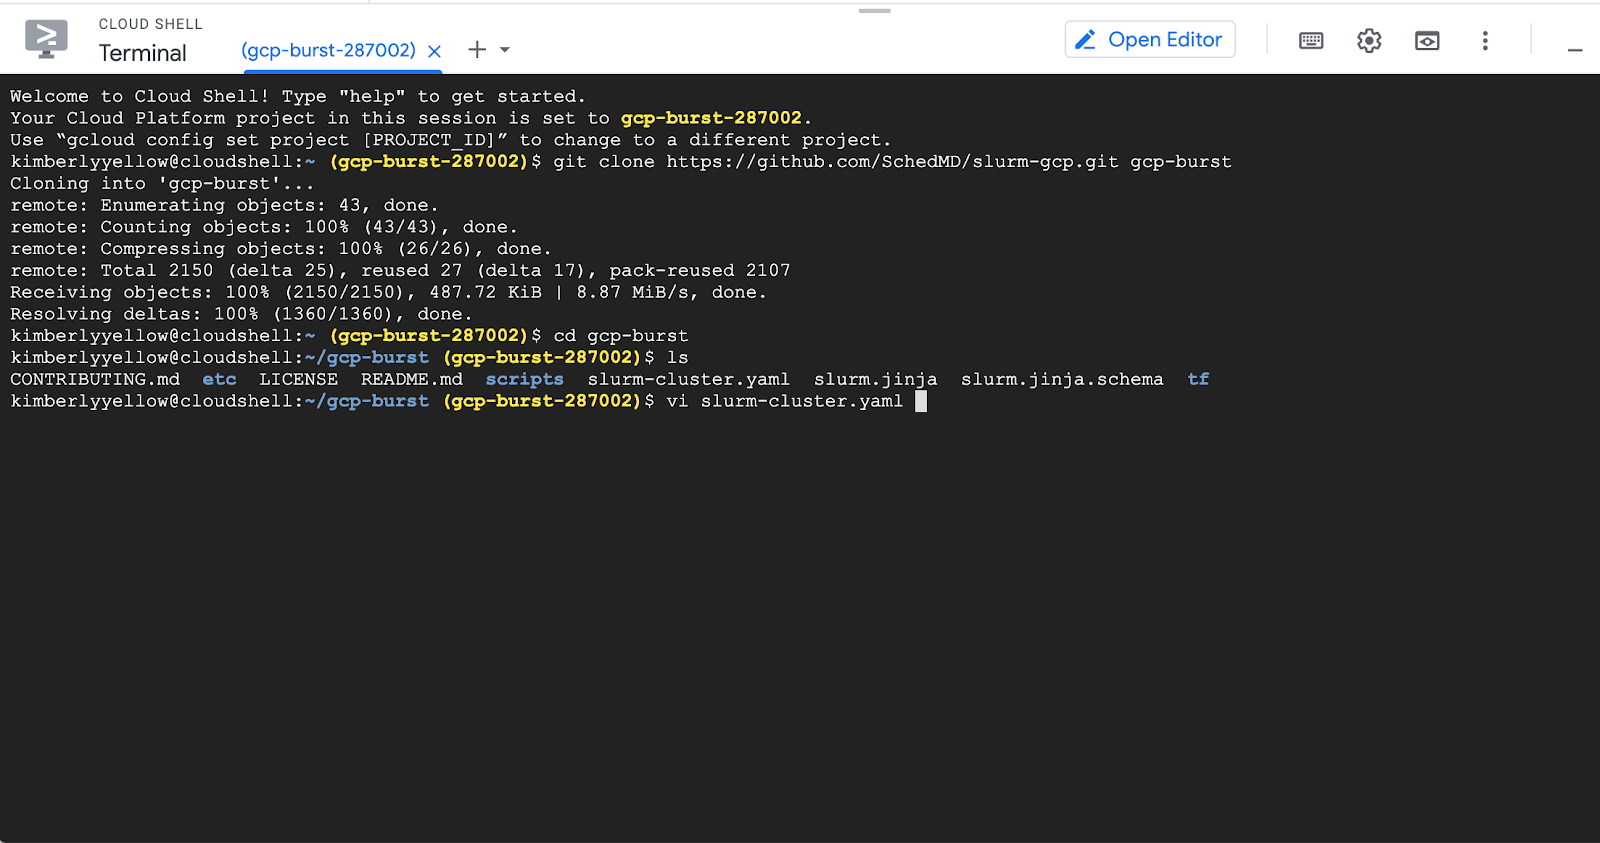 CLOUD SHELL
Terminal
(gcp-burst-287002)
Open Editor
Welcome to Cloud Shell! Type "help" to get started.
Your Cloud Platform project in this session is set to gcp-burst-287002.
Use “gcloud config set project [PROJECT_ID]” to change to a different project.
kimberlyyellow@cloudshell:~ (gcp-burst-287002)$ git clone https://github.com/SchedMD/slurm-gcp.git gcp-burst
Cloning into 'gcp-burst'...
remote: Enumerating objects: 43, done.
remote: Counting objects: 100% (43/43), done.
remote: Compressing objects: 100% (26/26), done.
remote: Total 2150 (delta 25), reused 27 (delta 17), pack-reused 2107
Receiving objects: 100% (2150/2150), 487.72 KiB | 8.87 MiB/s, done.
Resolving deltas: 100% (1360/1360), done.
kimberlyyellow@cloudshell:~ (gcp-burst-287002)$ cd gcp-burst
kimberlyyellow@cloudshell:~/gcp-burst (gcp-burst-287002)$ ls
CONTRIBUTING.md  etc  LICENSE  README.md  scripts  slurm-cluster.yaml  slurm.jinja  slurm.jinja.schema  tf
kimberlyyellow@cloudshell:~/gcp-burst (gcp-burst-287002)$ vi slurm-cluster.yaml